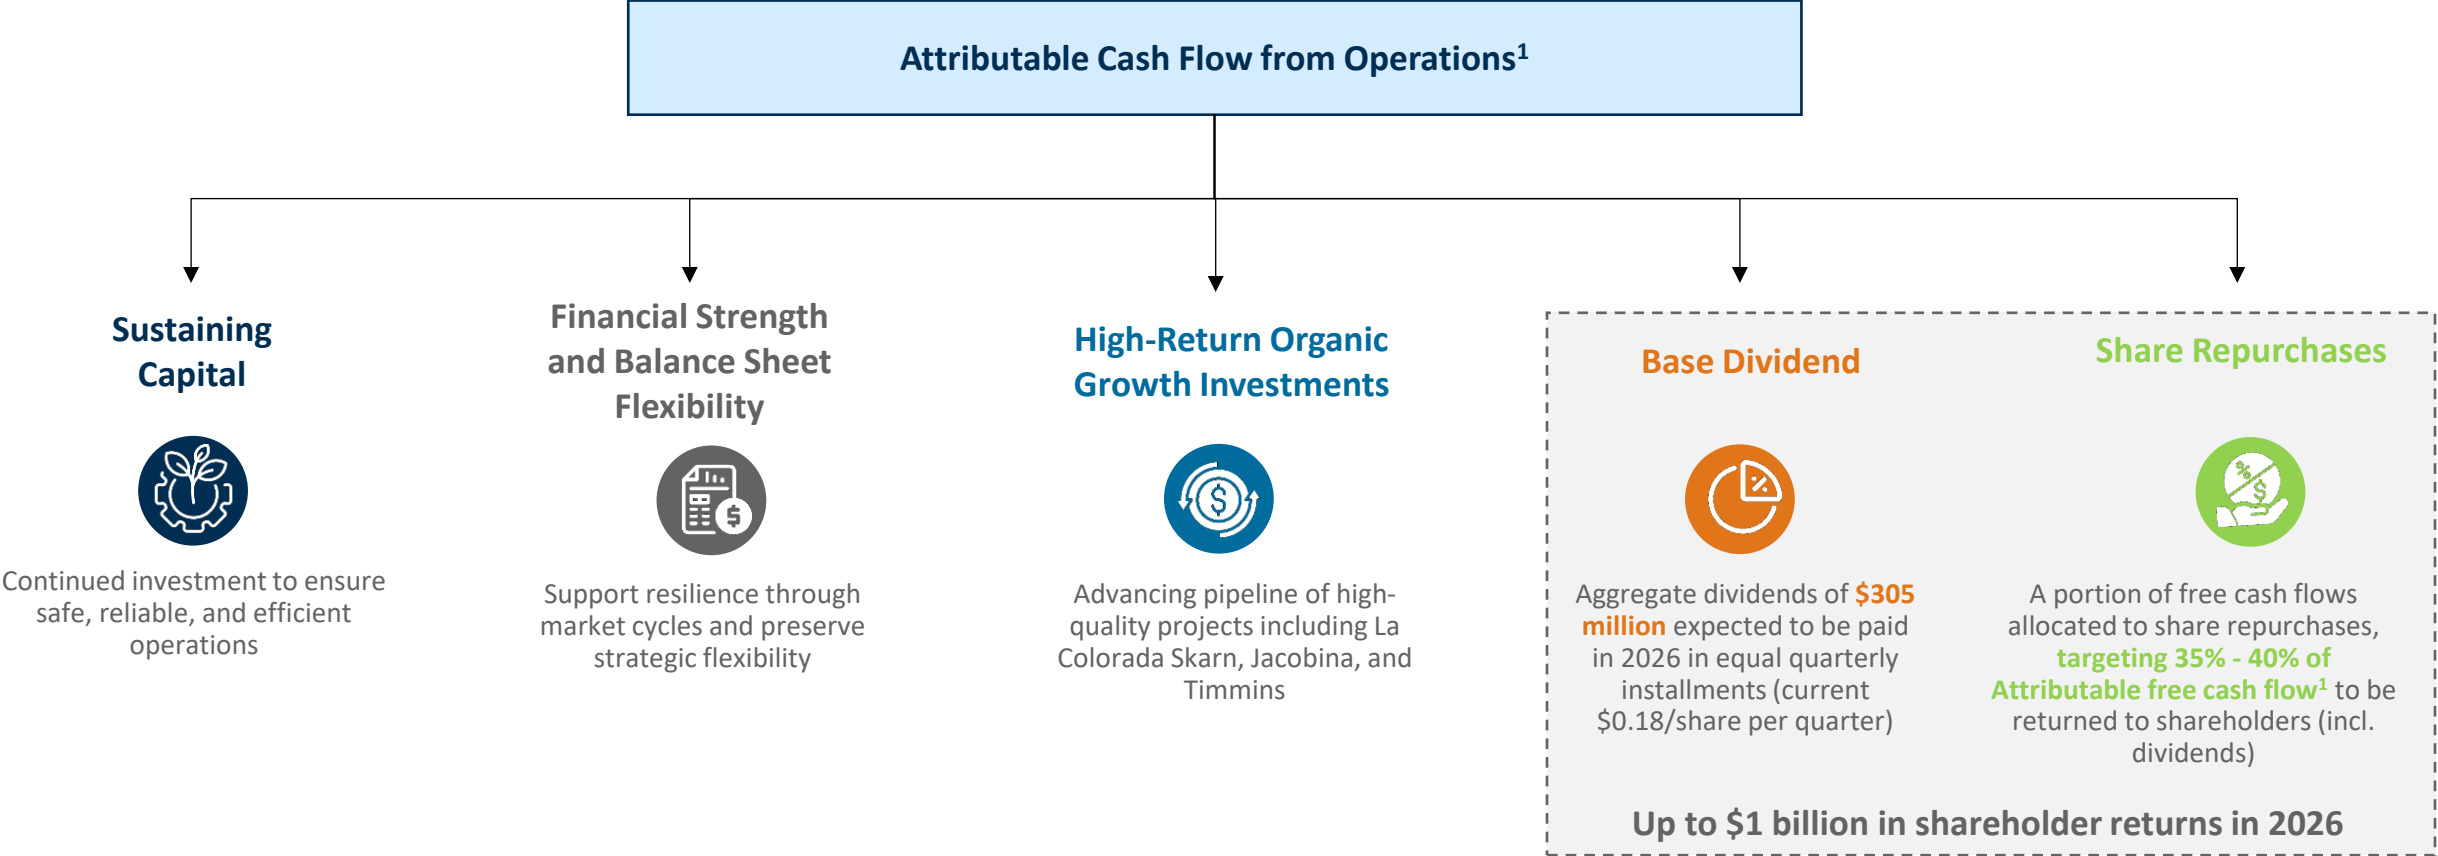 Attributable Cash Flow from Operations¹
Sustaining
Capital
Continued investment to ensure
safe, reliable, and efficient
operations
Financial Strength
and Balance Sheet
Flexibility
Support resilience through
market cycles and preserve
strategic flexibility
High-Return Organic
Growth Investments
Advancing pipeline of high-
quality projects including La
Colorada Skarn, Jacobina, and
Timmins
Base Dividend
Aggregate dividends of $305
million expected to be paid
in 2026 in equal quarterly
installments (current
$0.18/share per quarter)
Share Repurchases
A portion of free cash flows
allocated to share repurchases,
targeting 35% - 40% of
Attributable free cash flow¹ to be
returned to shareholders (incl.
dividends)
Up to $1 billion in shareholder returns in 2026